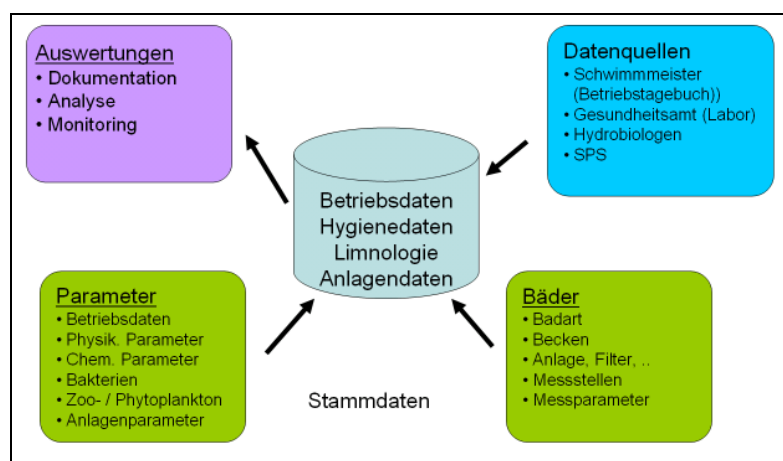 Auswertungen
• Dokumentation
• Analyse
• Monitoring
Datenquellen
• Schwimmmeister
(Betriebstagebuch))
• Gesundheitsamt (Labor)
• Hydrobiologen
• SPS
Betriebsdaten
Hygienedaten
Limnologie
Anlagendaten
Parameter
• Betriebsdaten
• Physik. Parameter
• Chem. Parameter
• Bakterien
• Zoo- / Phytoplankton
• Anlagenparameter
Stammdaten
Bäder
• Badart
• Becken
• Anlage, Filter, ..
• Messstellen
• Messparameter